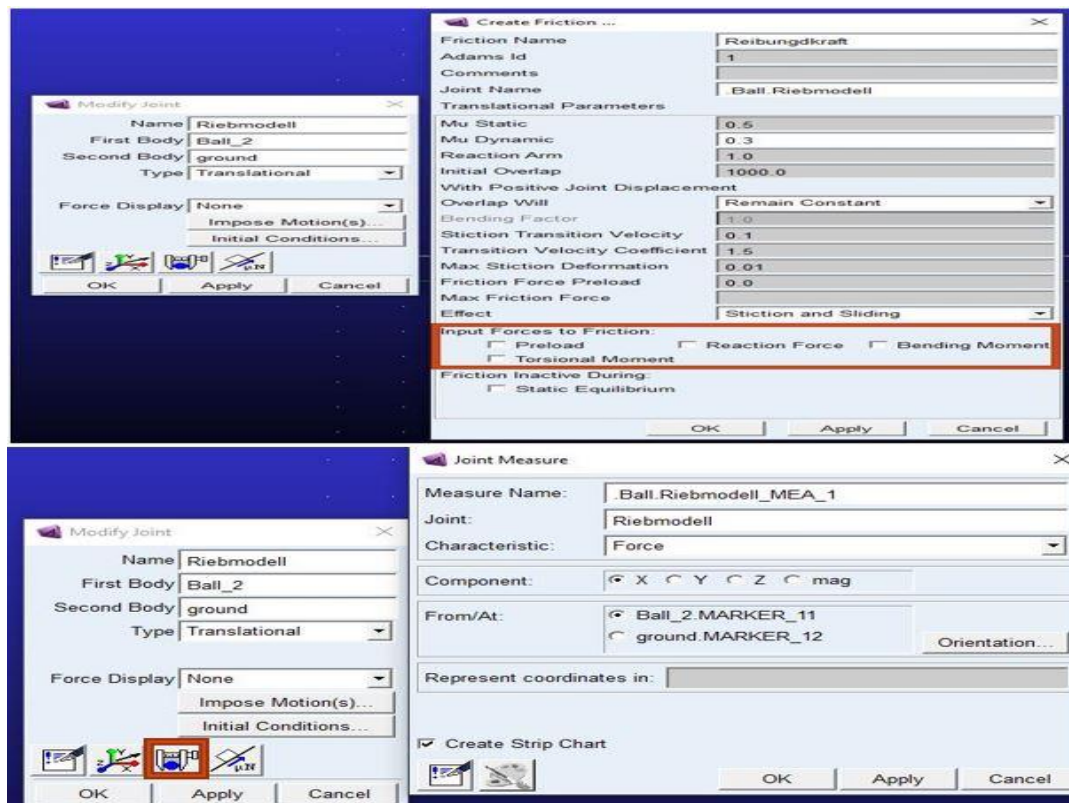 Modify Joint
Name Riebmodell
First Body Ball_2
Second Body ground
Type Translational
Force Display None
Impose Motion(s)...
Initial Conditions...
μN
OK Apply Cancel
Create Friction ...
Friction Name Reibungdkraft
Adams Id 1
Comments
Joint Name .Ball.Riebmodell
Translational Parameters
Mu Static 0.5
Mu Dynamic 0.3
Reaction Arm 1.0
Initial Overlap 1000.0
With Positive Joint Displacement
Overlap Will Remain Constant
Bending Factor 1.0
Stiction Transition Velocity 0.1
Transition Velocity Coefficient 1.5
Max Stiction Deformation 0.01
Friction Force Preload 0.0
Max Friction Force
Effect Stiction and Sliding
Input Forces to Friction:
Preload Reaction Force Bending Moment
Torsional Moment
Friction Inactive During:
Static Equilibrium
OK Apply Cancel
Modify Joint
Name Riebmodell
First Body Ball_2
Second Body ground
Type Translational
Force Display None
Impose Motion(s)...
Initial Conditions...
μN
OK Apply Cancel
Joint Measure
Measure Name: .Ball.Riebmodell_MEA_1
Joint: Riebmodell
Characteristic: Force
Component: X Y Z mag
From/At: Ball_2.MARKER_11
ground.MARKER_12
Orientation...
Represent coordinates in:
Create Strip Chart
OK Apply Cancel